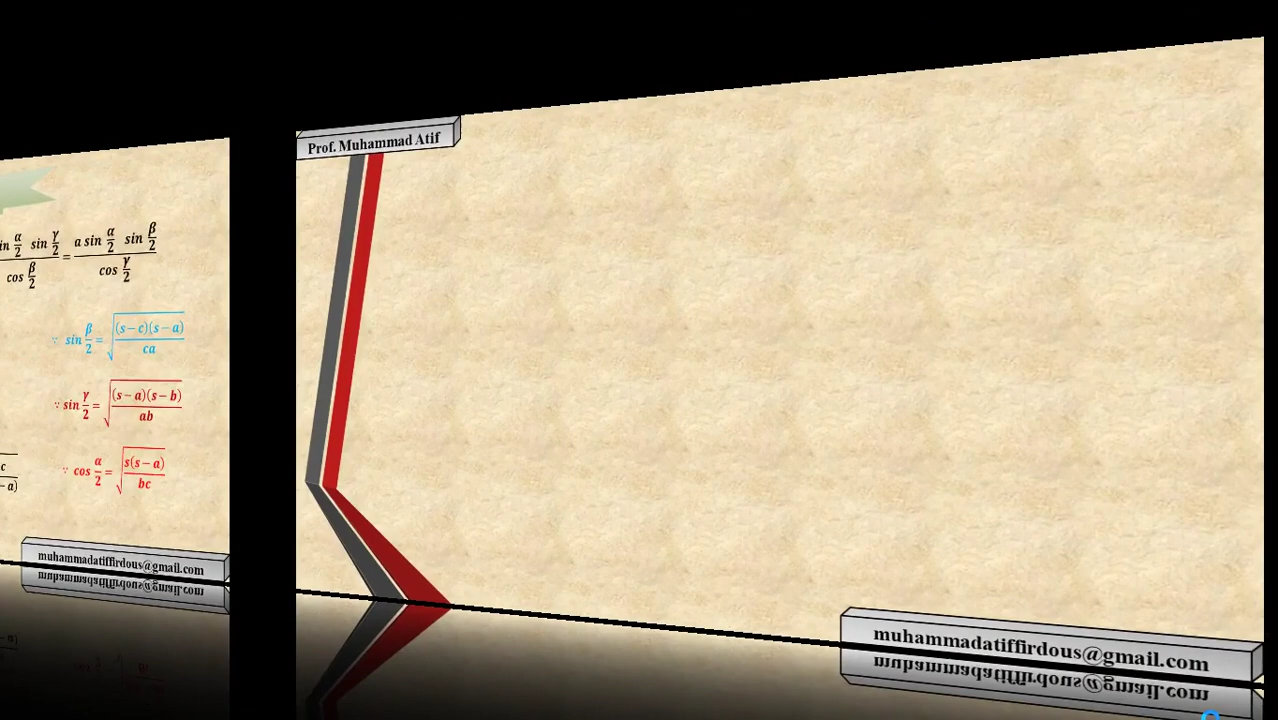 in α/2 sin γ/2 / cos β/2 = a sin α/2 sin β/2 / cos γ/2
∵ sin β/2 = √((s − c)(s − a) / ca)
∵ sin γ/2 = √((s − a)(s − b) / ab)
∵ cos α/2 = √(s(s − a) / bc)
c
− a)
muhammadatiffirdous@gmail.com
Prof. Muhammad Atif
muhammadatiffirdous@gmail.com